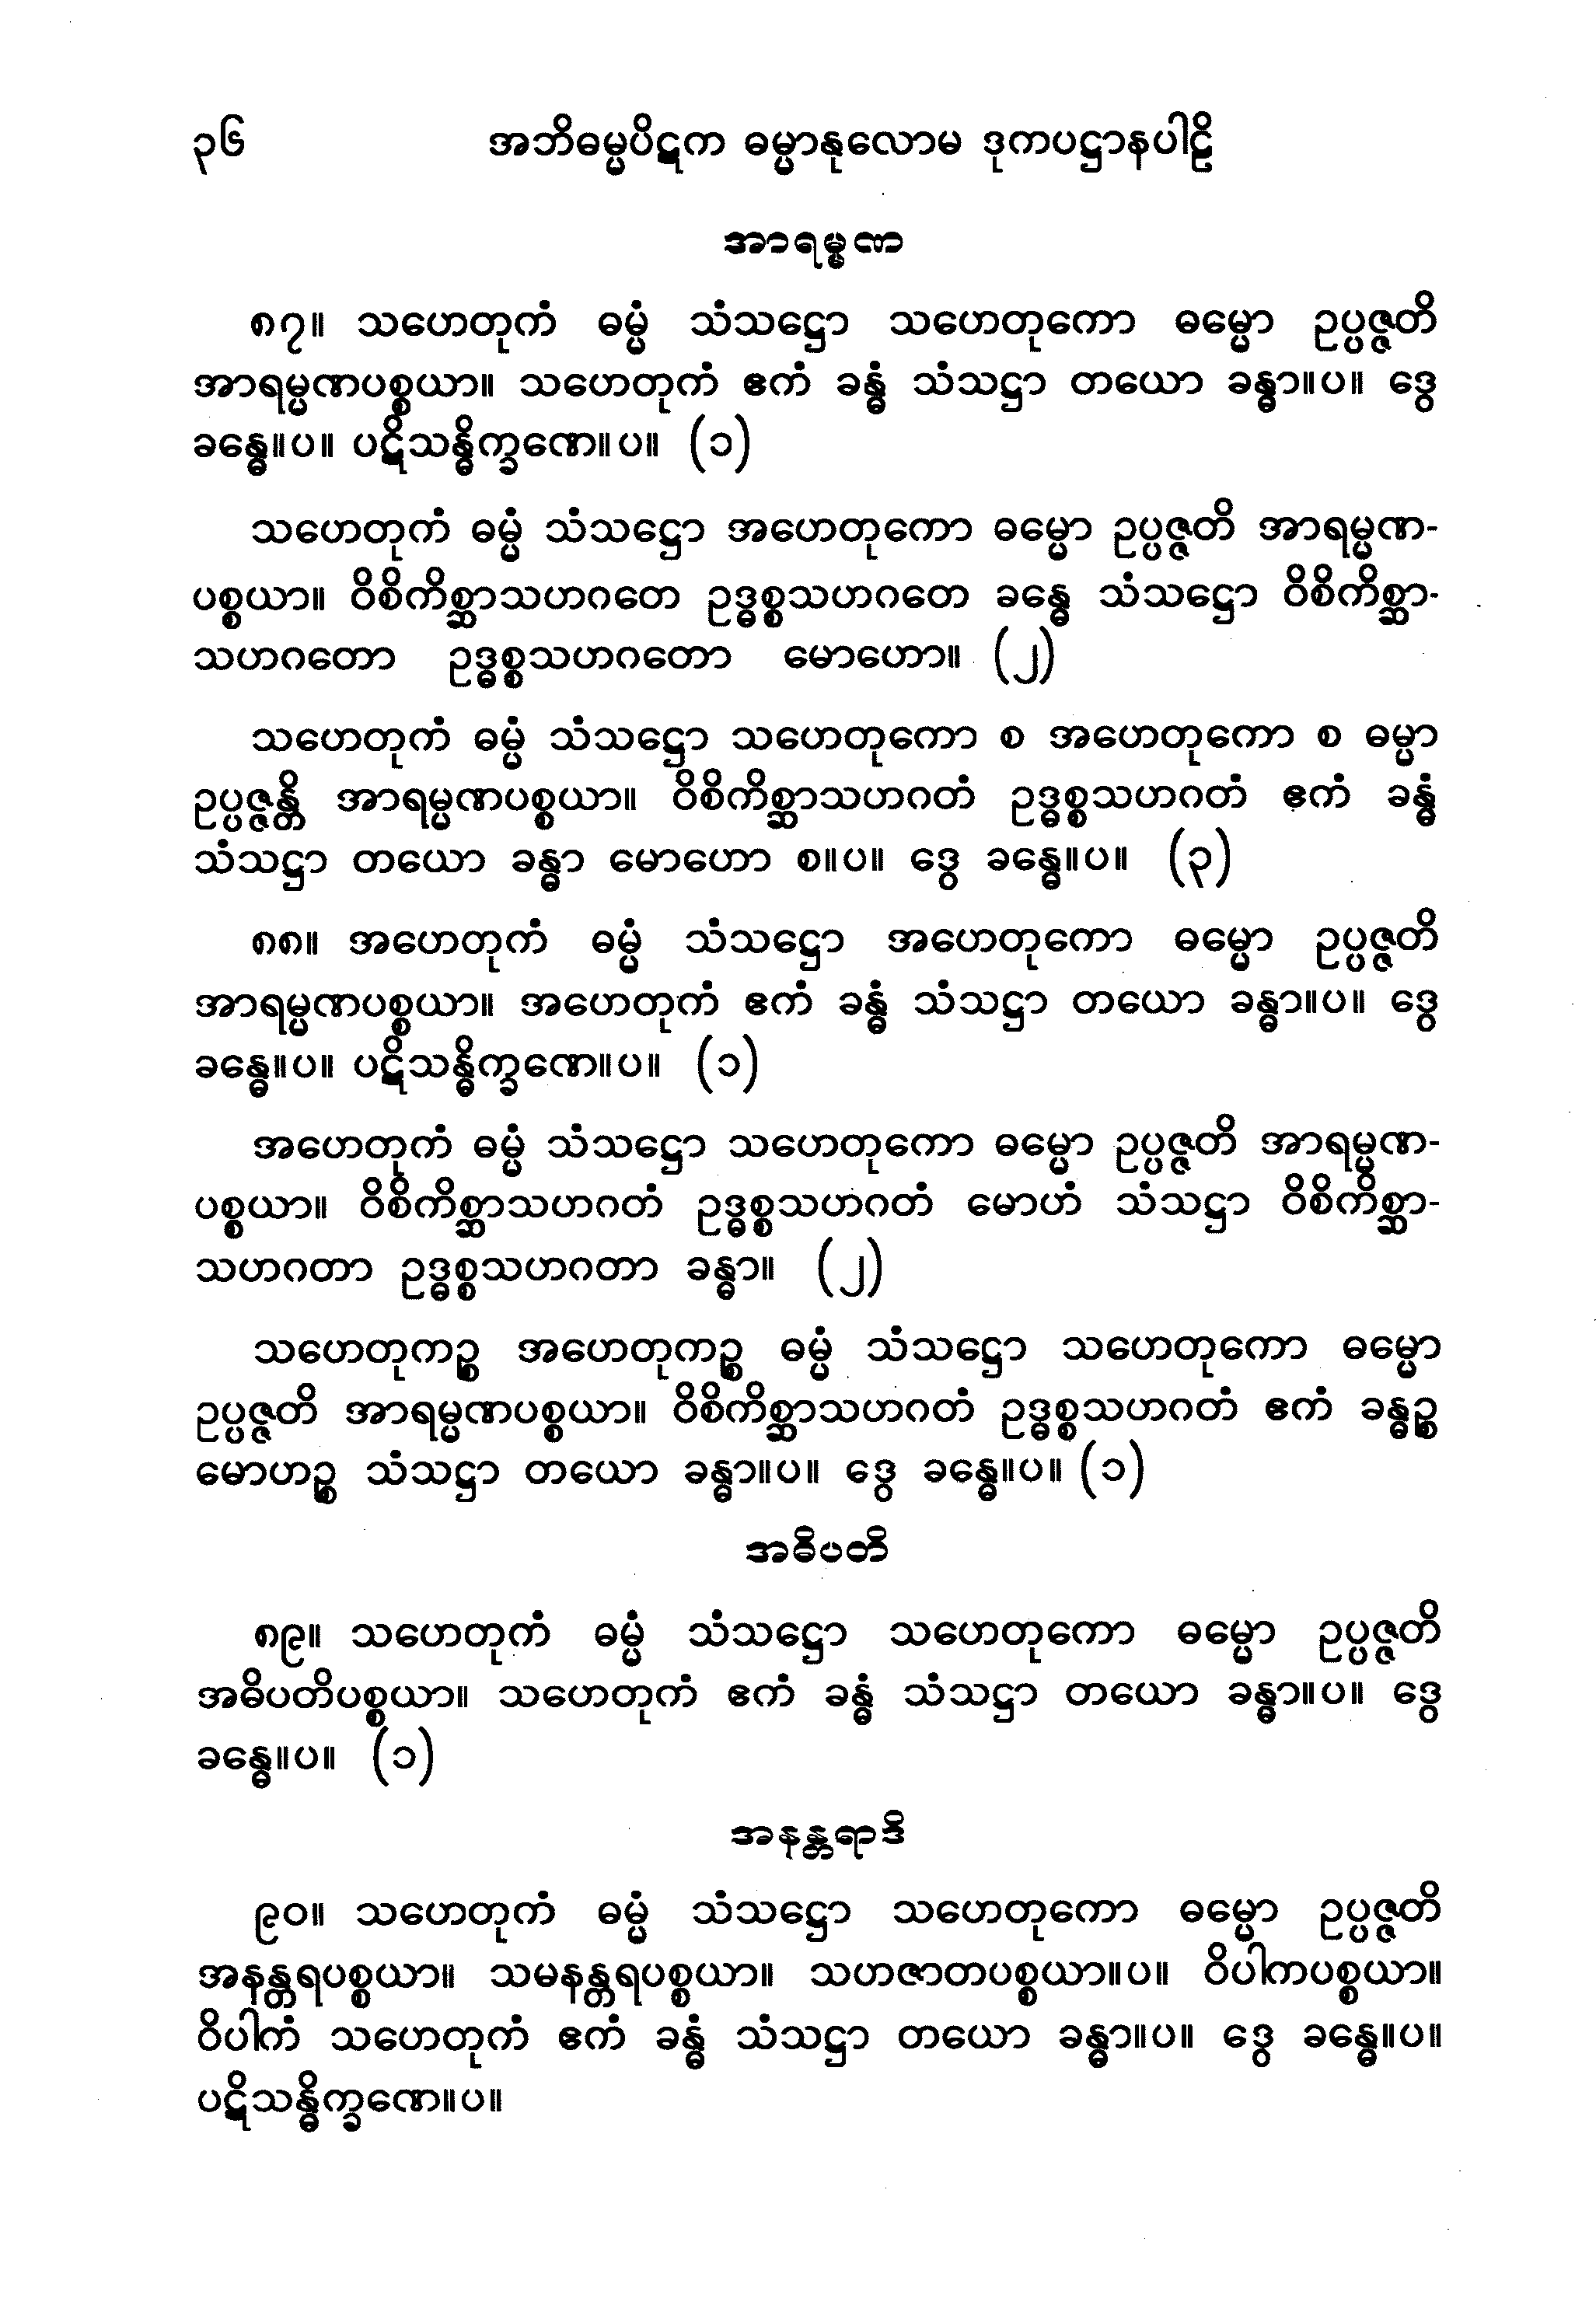 ၃၆ အဘိဓမ္မပိဋက ဓမ္မာနုလောမ ဒုကပဋ္ဌာနပါဠိ
အာရမ္မဏ
၈၇။ သဟေတုကံ ဓမ္မံ သံသဋ္ဌော သဟေတုကော ဓမ္မော ဥပ္ပဇ္ဇတိ
အာရမ္မဏပစ္စယာ။ သဟေတုကံ ဧကံ ခန္ဓံ သံသဋ္ဌာ တယော ခန္ဓာ။ပ။ ဒွေ
ခန္ဓေ။ပ။ ပဋိသန္ဓိက္ခဏေ။ပ။ (၁)
သဟေတုကံ ဓမ္မံ သံသဋ္ဌော အဟေတုကော ဓမ္မော ဥပ္ပဇ္ဇတိ အာရမ္မဏ-
ပစ္စယာ။ ဝိစိကိစ္ဆာသဟဂတေ ဥဒ္ဓစ္စသဟဂတေ ခန္ဓေ သံသဋ္ဌော ဝိစိကိစ္ဆာ-
သဟဂတော ဥဒ္ဓစ္စသဟဂတော မောဟော။ (၂)
သဟေတုကံ ဓမ္မံ သံသဋ္ဌော သဟေတုကော စ အဟေတုကော စ ဓမ္မာ
ဥပ္ပဇ္ဇန္တိ အာရမ္မဏပစ္စယာ။ ဝိစိကိစ္ဆာသဟဂတံ ဥဒ္ဓစ္စသဟဂတံ ဧကံ ခန္ဓံ
သံသဋ္ဌာ တယော ခန္ဓာ မောဟော စ။ပ။ ဒွေ ခန္ဓေ။ပ။ (၃)
၈၈။ အဟေတုကံ ဓမ္မံ သံသဋ္ဌော အဟေတုကော ဓမ္မော ဥပ္ပဇ္ဇတိ
အာရမ္မဏပစ္စယာ။ အဟေတုကံ ဧကံ ခန္ဓံ သံသဋ္ဌာ တယော ခန္ဓာ။ပ။ ဒွေ
ခန္ဓေ။ပ။ ပဋိသန္ဓိက္ခဏေ။ပ။ (၁)
အဟေတုကံ ဓမ္မံ သံသဋ္ဌော သဟေတုကော ဓမ္မော ဥပ္ပဇ္ဇတိ အာရမ္မဏ-
ပစ္စယာ။ ဝိစိကိစ္ဆာသဟဂတံ ဥဒ္ဓစ္စသဟဂတံ မောဟံ သံသဋ္ဌာ ဝိစိကိစ္ဆာ-
သဟဂတာ ဥဒ္ဓစ္စသဟဂတာ ခန္ဓာ။ (၂)
သဟေတုကဉ္စ အဟေတုကဉ္စ ဓမ္မံ သံသဋ္ဌော သဟေတုကော ဓမ္မော
ဥပ္ပဇ္ဇတိ အာရမ္မဏပစ္စယာ။ ဝိစိကိစ္ဆာသဟဂတံ ဥဒ္ဓစ္စသဟဂတံ ဧကံ ခန္ဓဉ္စ
မောဟဉ္စ သံသဋ္ဌာ တယော ခန္ဓာ။ပ။ ဒွေ ခန္ဓေ။ပ။ (၁)
အဓိပတိ
၈၉။ သဟေတုကံ ဓမ္မံ သံသဋ္ဌော သဟေတုကော ဓမ္မော ဥပ္ပဇ္ဇတိ
အဓိပတိပစ္စယာ။ သဟေတုကံ ဧကံ ခန္ဓံ သံသဋ္ဌာ တယော ခန္ဓာ။ပ။ ဒွေ
ခန္ဓေ။ပ။ (၁)
အနန္တရာဒိ
၉၀။ သဟေတုကံ ဓမ္မံ သံသဋ္ဌော သဟေတုကော ဓမ္မော ဥပ္ပဇ္ဇတိ
အနန္တရပစ္စယာ။ သမနန္တရပစ္စယာ။ သဟဇာတပစ္စယာ။ပ။ ဝိပါကပစ္စယာ။
ဝိပါကံ သဟေတုကံ ဧကံ ခန္ဓံ သံသဋ္ဌာ တယော ခန္ဓာ။ပ။ ဒွေ ခန္ဓေ။ပ။
ပဋိသန္ဓိက္ခဏေ။ပ။